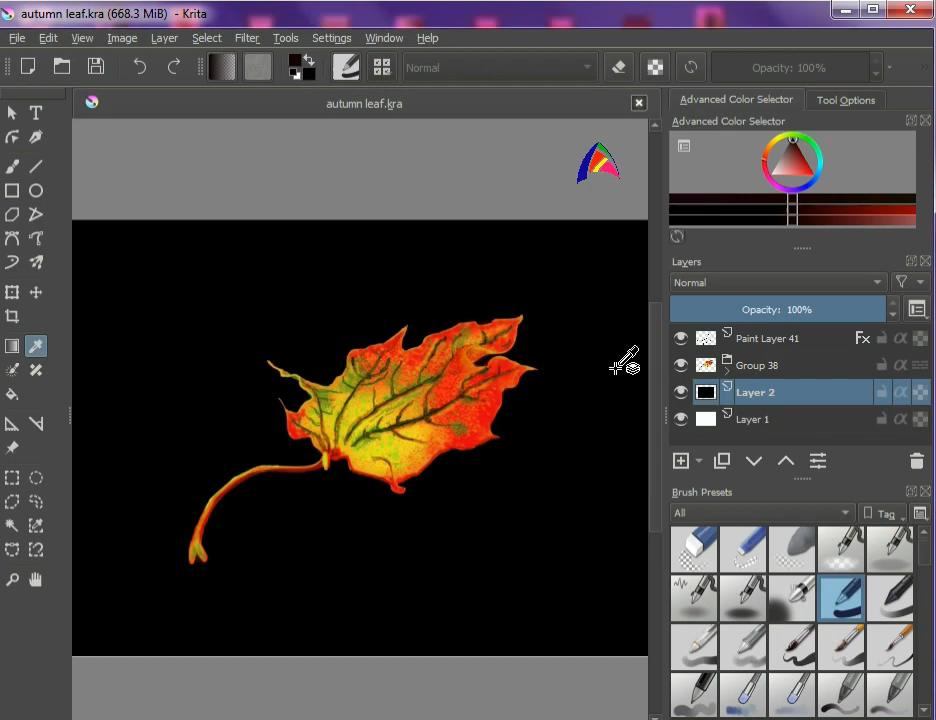 autumn leaf.kra (668.3 MiB) - Krita
File Edit View Image Layer Select Filter Tools Settings Window Help
Normal
Opacity: 100%
autumn leaf.kra
Advanced Color Selector
Tool Options
Advanced Color Selector
Layers
Normal
Opacity: 100%
Paint Layer 41
Fx
Group 38
Layer 2
Layer 1
Brush Presets
All
Tag